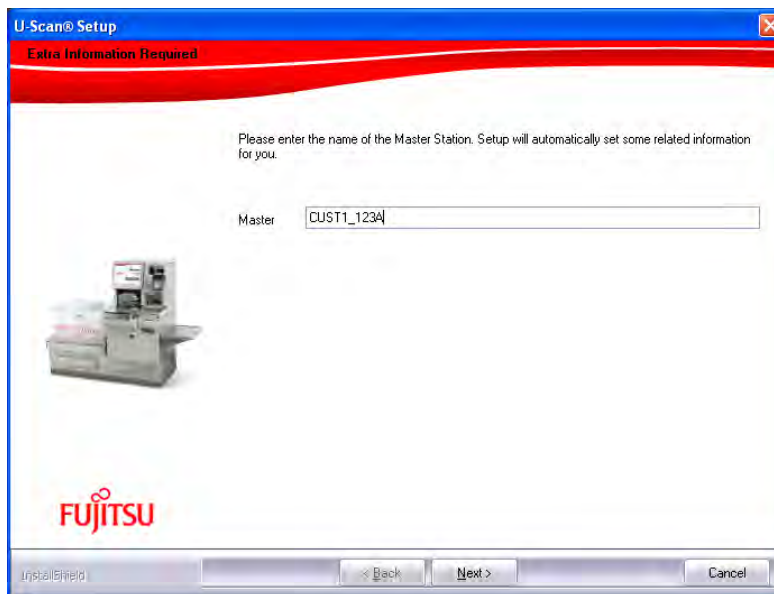 U-Scan® Setup
Extra Information Required
Please enter the name of the Master Station. Setup will automatically set some related information
for you.
Master CUST1_123A
FUJITSU
InstallShield
< Back Next > Cancel